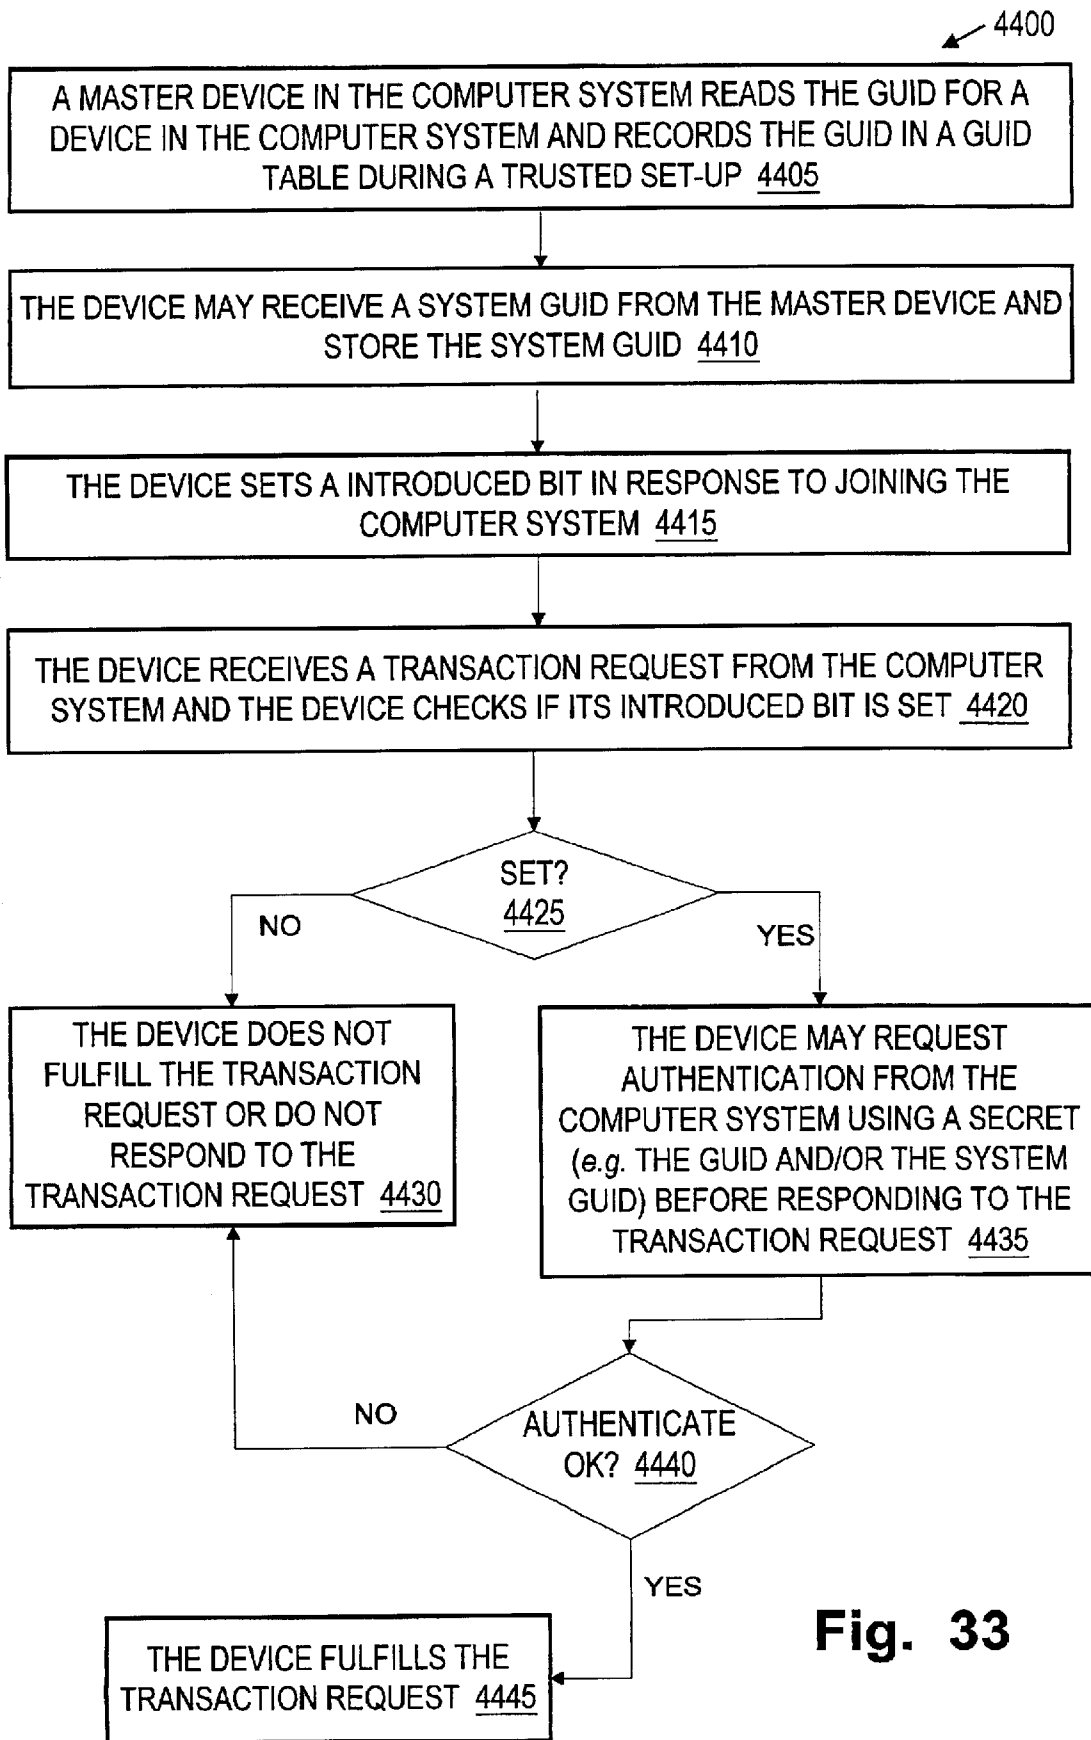 4400
A MASTER DEVICE IN THE COMPUTER SYSTEM READS THE GUID FOR A
DEVICE IN THE COMPUTER SYSTEM AND RECORDS THE GUID IN A GUID
TABLE DURING A TRUSTED SET-UP 4405
THE DEVICE MAY RECEIVE A SYSTEM GUID FROM THE MASTER DEVICE AND
STORE THE SYSTEM GUID 4410
THE DEVICE SETS A INTRODUCED BIT IN RESPONSE TO JOINING THE
COMPUTER SYSTEM 4415
THE DEVICE RECEIVES A TRANSACTION REQUEST FROM THE COMPUTER
SYSTEM AND THE DEVICE CHECKS IF ITS INTRODUCED BIT IS SET 4420
SET?
4425
NO
YES
THE DEVICE DOES NOT
FULFILL THE TRANSACTION
REQUEST OR DO NOT
RESPOND TO THE
TRANSACTION REQUEST 4430
THE DEVICE MAY REQUEST
AUTHENTICATION FROM THE
COMPUTER SYSTEM USING A SECRET
(e.g. THE GUID AND/OR THE SYSTEM
GUID) BEFORE RESPONDING TO THE
TRANSACTION REQUEST 4435
NO
AUTHENTICATE
OK? 4440
YES
THE DEVICE FULFILLS THE
TRANSACTION REQUEST 4445
Fig. 33